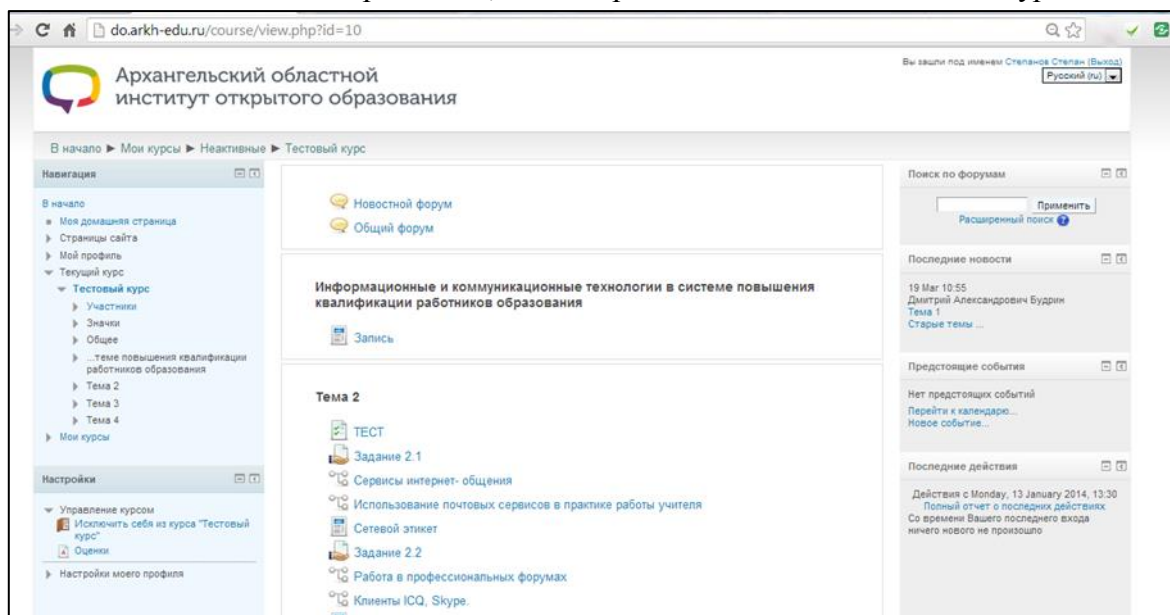 do.arkh-edu.ru/course/view.php?id=10
Архангельский областной
институт открытого образования
Вы зашли под именем Степанов Степан (Выход)
Русский (ru)
В начало ► Мои курсы ► Неактивные ► Тестовый курс
Навигация
В начало
Моя домашняя страница
Страницы сайта
Мой профиль
Текущий курс
Тестовый курс
Участники
Значки
Общее
...теме повышения квалификации
работников образования
Тема 2
Тема 3
Тема 4
Мои курсы
Настройки
Управление курсом
Исключить себя из курса "Тестовый
курс"
Оценки
Настройки моего профиля
Новостной форум
Общий форум
Информационные и коммуникационные технологии в системе повышения
квалификации работников образования
Запись
Тема 2
ТЕСТ
Задание 2.1
Сервисы интернет- общения
Использование почтовых сервисов в практике работы учителя
Сетевой этикет
Задание 2.2
Работа в профессиональных форумах
Клиенты ICQ, Skype.
Поиск по форумам
Применить
Расширенный поиск
Последние новости
19 Mar 10:55
Дмитрий Александрович Будрин
Тема 1
Старые темы ...
Предстоящие события
Нет предстоящих событий
Перейти к календарю...
Новое событие...
Последние действия
Действия с Monday, 13 January 2014, 13:30
Полный отчет о последних действиях
Со времени Вашего последнего входа
ничего нового не произошло